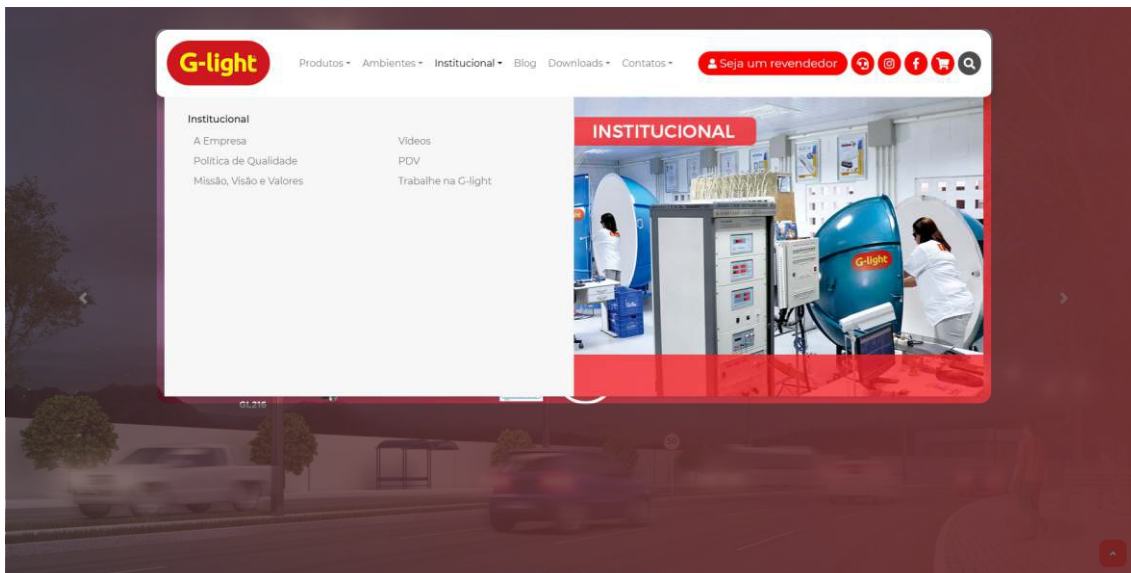 G-light
Produtos Ambientes Institucional Blog Downloads Contatos Seja um revendedor
Institucional
A Empresa
Política de Qualidade
Missão, Visão e Valores
Vídeos
PDV
Trabalhe na G-light
INSTITUCIONAL
G-light
GL216